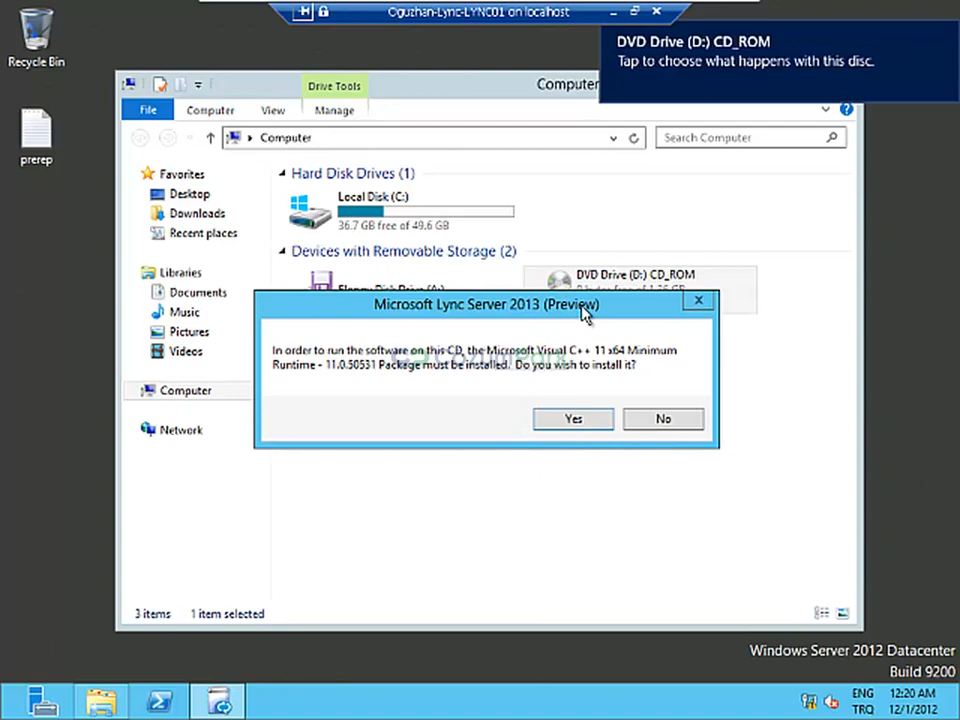 Oguzhan-Lync-LYNC01 on localhost
Recycle Bin
DVD Drive (D:) CD_ROM
Tap to choose what happens with this disc.
Drive Tools
Computer
File
Computer
View
Manage
prerep
Computer
Search Computer
Favorites
Desktop
Downloads
Recent places
Libraries
Documents
Music
Pictures
Videos
Computer
Network
Hard Disk Drives (1)
Local Disk (C:)
36.7 GB free of 49.6 GB
Devices with Removable Storage (2)
Floppy Disk Drive (A:)
DVD Drive (D:) CD_ROM
Microsoft Lync Server 2013 (Preview)
In order to run the software on this CD, the Microsoft Visual C++ 11 x64 Minimum
Runtime - 11.0.50531 Package must be installed. Do you wish to install it?
Yes
No
3 items
1 item selected
Windows Server 2012 Datacenter
Build 9200
ENG
TRQ
12:20 AM
12/1/2012